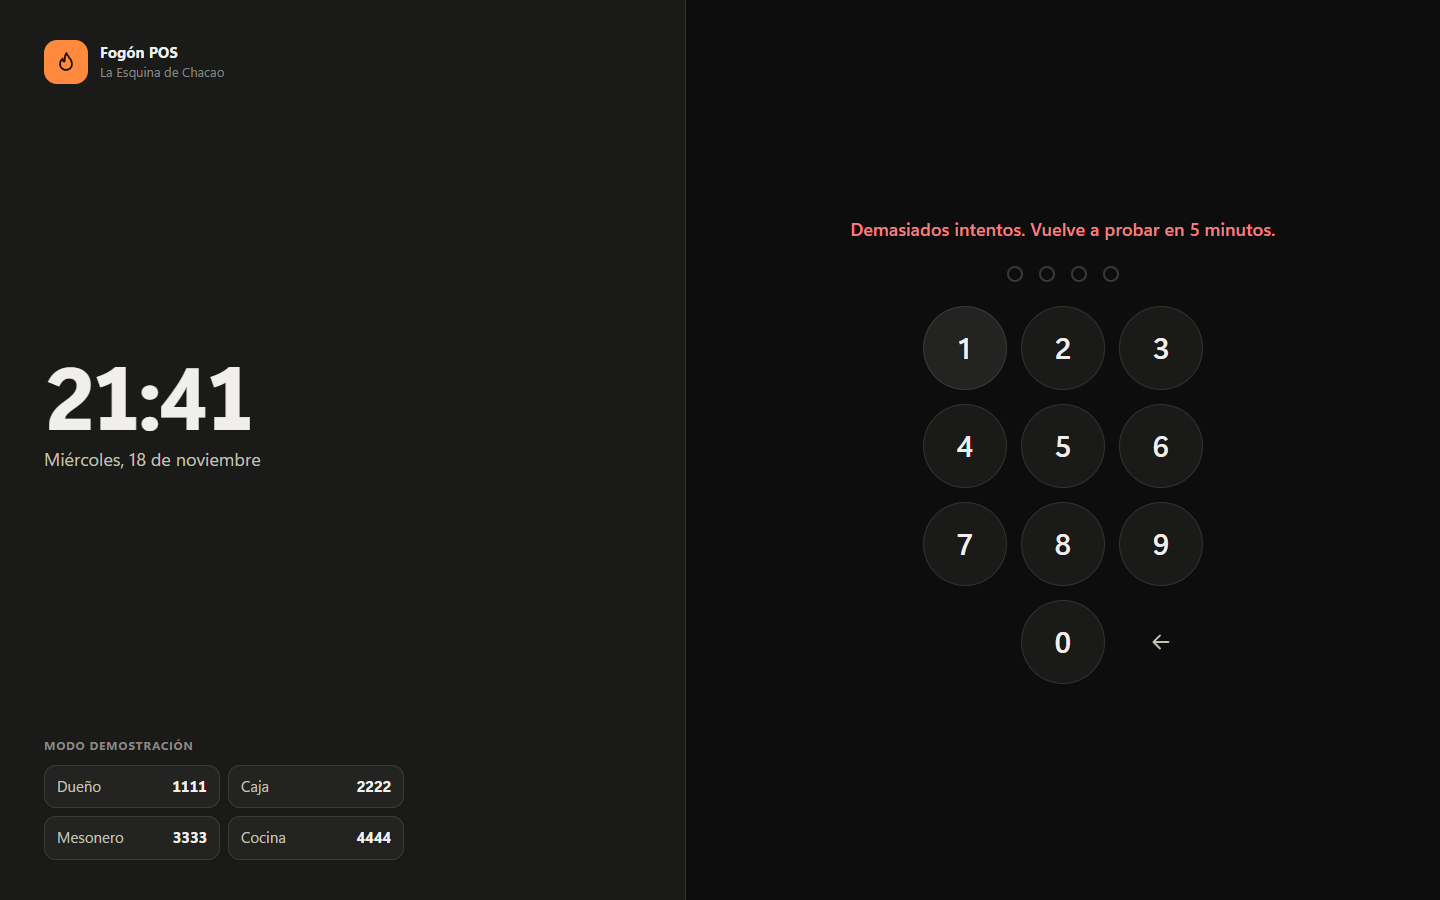 Fogón POS
La Esquina de Chacao
21:41
Miércoles, 18 de noviembre
MODO DEMOSTRACIÓN
Dueño 1111
Caja 2222
Mesonero 3333
Cocina 4444
Demasiados intentos. Vuelve a probar en 5 minutos.
1 2 3
4 5 6
7 8 9
0